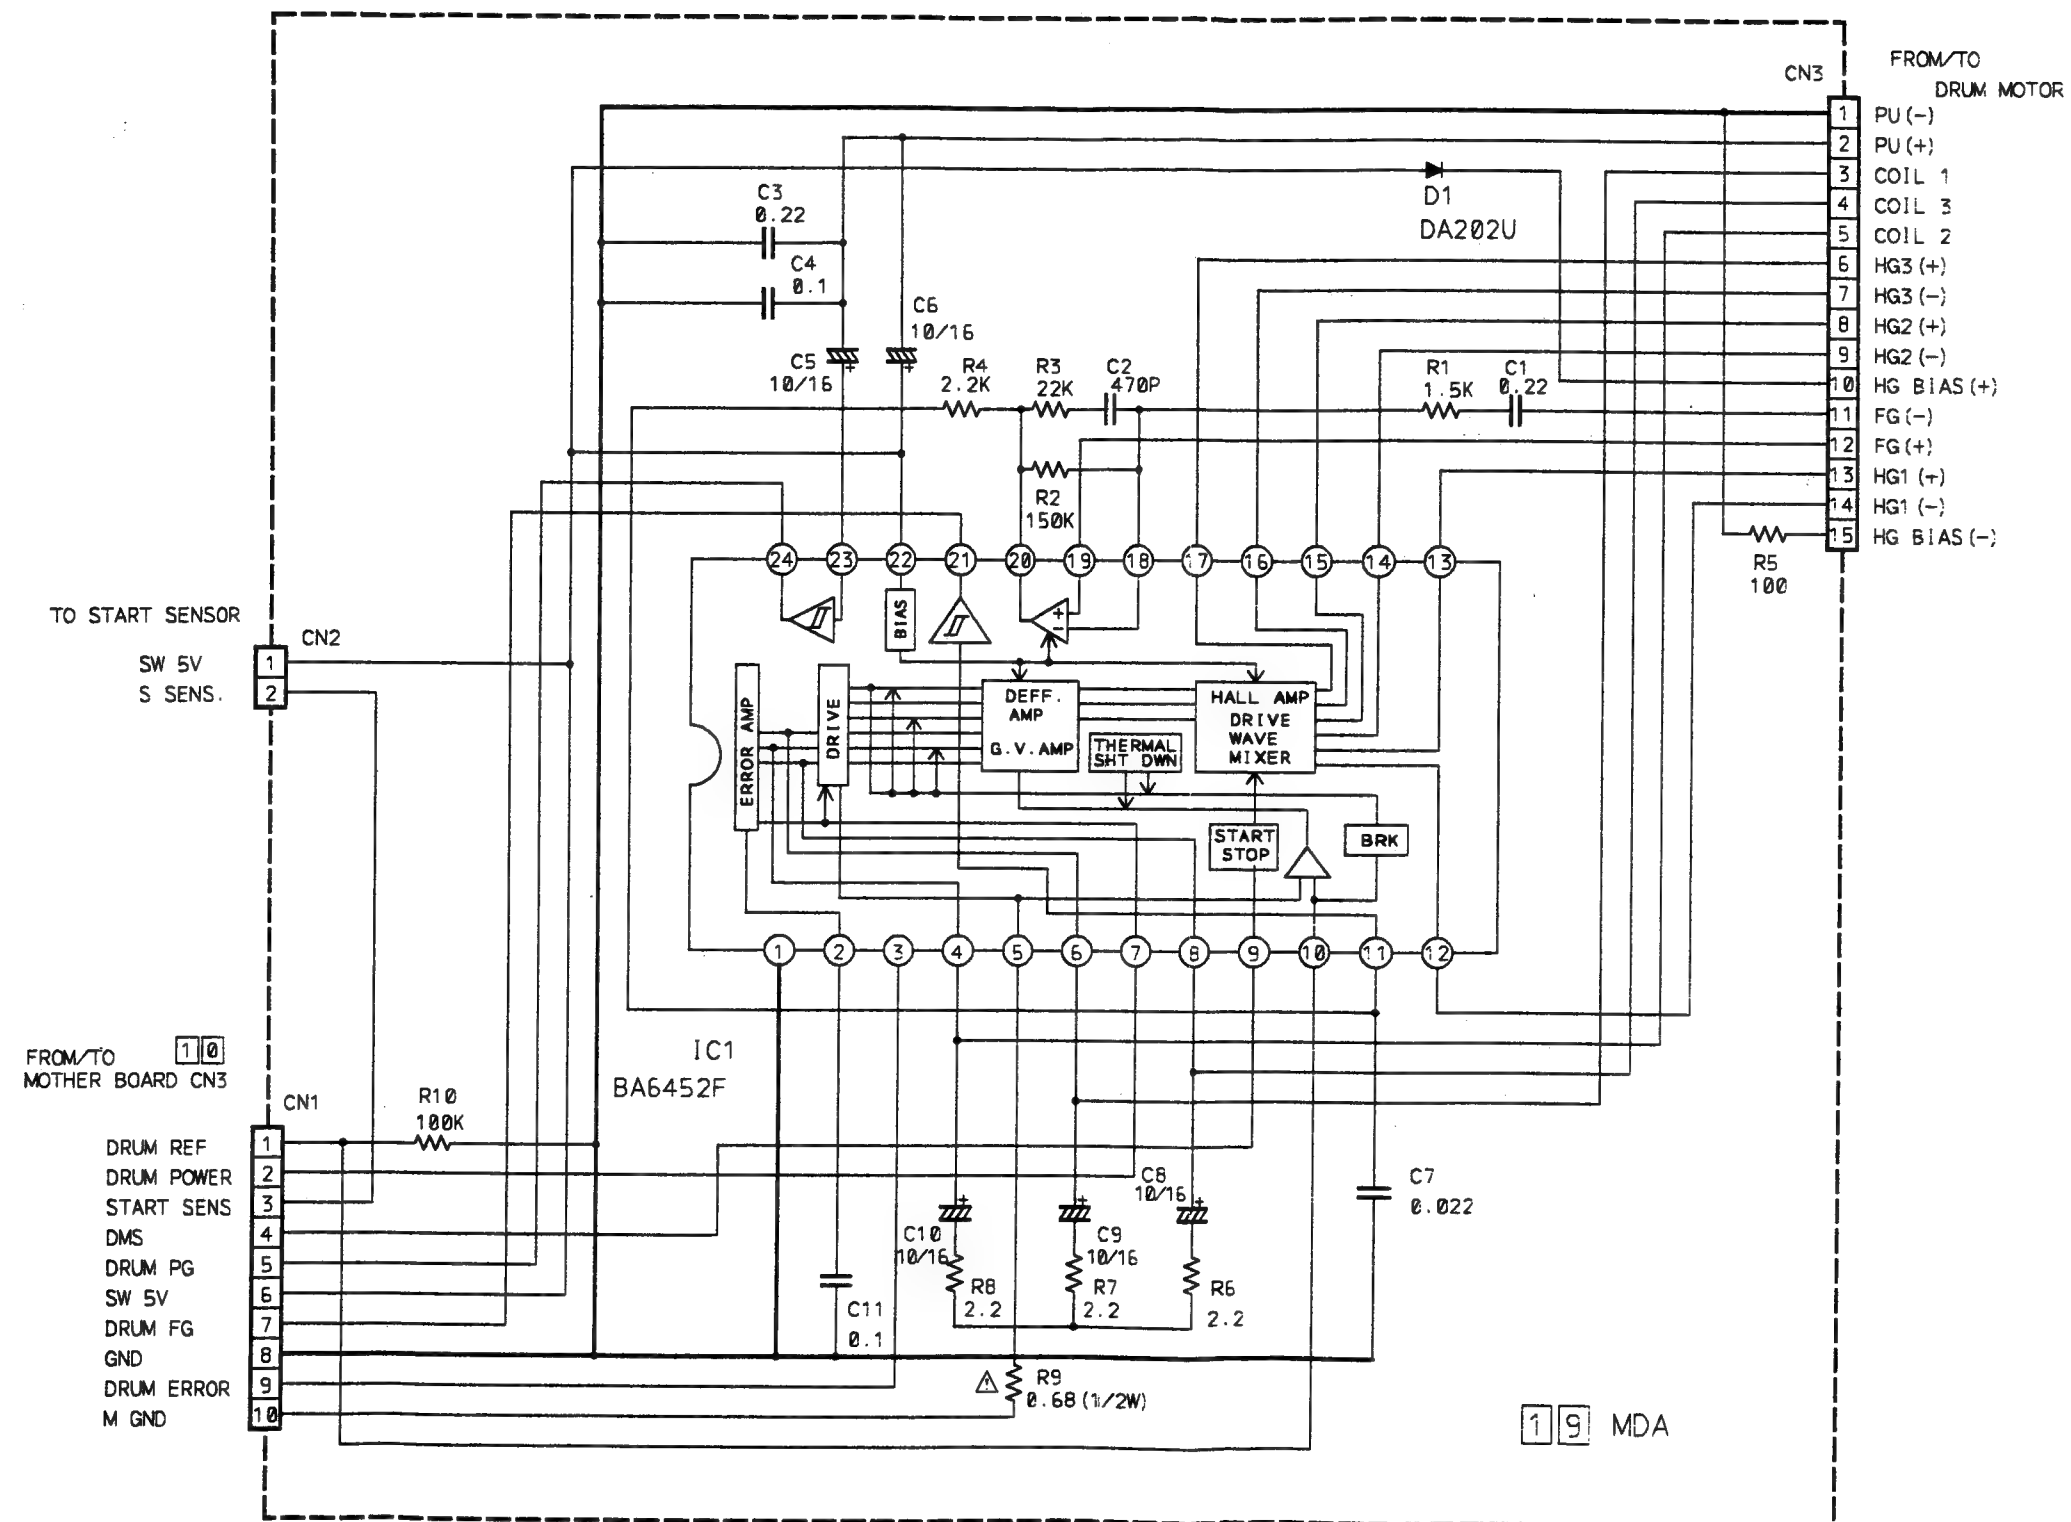 FROM/TO
DRUM MOTOR
CN3
1 PU(-)
2 PU(+)
3 COIL 1
4 COIL 3
5 COIL 2
6 HG3(+)
7 HG3(-)
8 HG2(+)
9 HG2(-)
10 HG BIAS(+)
11 FG(-)
12 FG(+)
13 HG1(+)
14 HG1(-)
15 HG BIAS(-)
D1
DA202U
C3
0.22
C4
0.1
C5
10/16
C6
10/16
R4
2.2K
R3
22K
C2
470P
R1
1.5K
C1
0.22
R2
150K
R5
100
24 23 22 21 20 19 18 17 16 15 14 13
BIAS
+
-
TO START SENSOR
CN2
SW 5V 1
S SENS. 2
ERROR AMP
DRIVE
DEFF.
AMP
G.V.AMP
THERMAL
SHT DWN
HALL AMP
DRIVE
WAVE
MIXER
START
STOP
BRK
1 2 3 4 5 6 7 8 9 10 11 12
IC1
BA6452F
FROM/TO 10
MOTHER BOARD CN3
CN1
R10
100K
DRUM REF 1
DRUM POWER 2
START SENS 3
DMS 4
DRUM PG 5
SW 5V 6
DRUM FG 7
GND 8
DRUM ERROR 9
M GND 10
C8
10/16
C7
0.022
C10
10/16
C9
10/16
R8
2.2
R7
2.2
R6
2.2
C11
0.1
R9
0.68(1/2W)
19 MDA